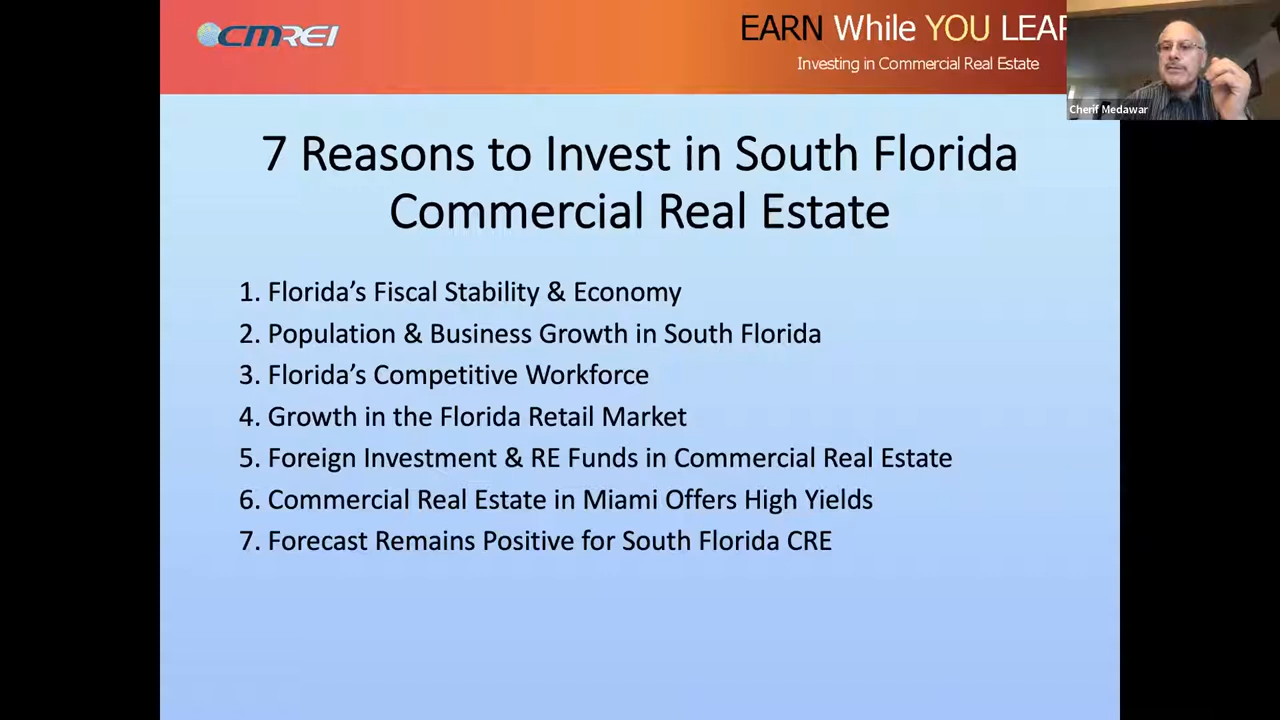 CMREI
EARN While YOU LEAR
Investing in Commercial Real Estate
Cherif Medawar
7 Reasons to Invest in South Florida
Commercial Real Estate
1. Florida’s Fiscal Stability & Economy
2. Population & Business Growth in South Florida
3. Florida’s Competitive Workforce
4. Growth in the Florida Retail Market
5. Foreign Investment & RE Funds in Commercial Real Estate
6. Commercial Real Estate in Miami Offers High Yields
7. Forecast Remains Positive for South Florida CRE